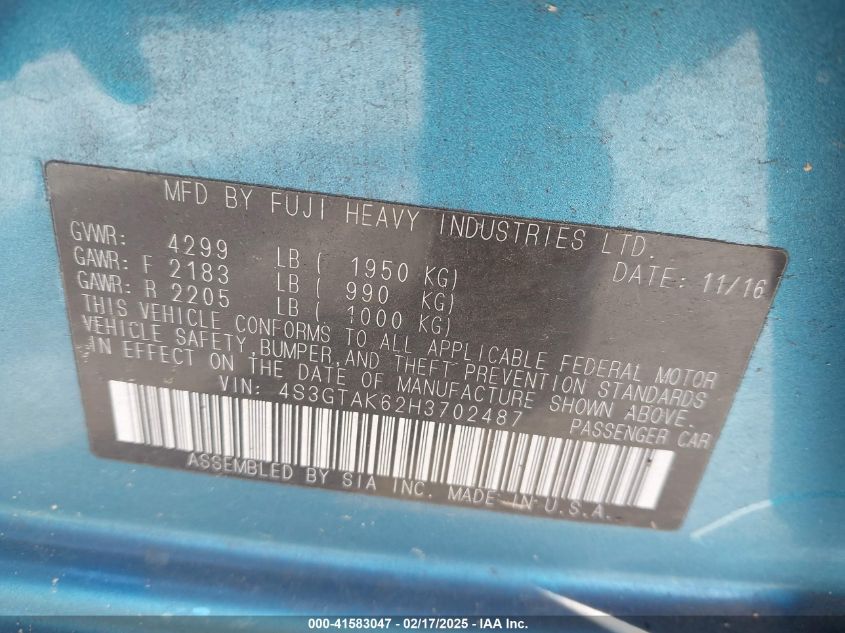 MFD BY FUJI HEAVY INDUSTRIES LTD.
GVWR: 4299 LB ( 1950 KG) DATE: 11/16
GAWR: F 2183 LB ( 990 KG)
GAWR: R 2205 LB ( 1000 KG)
THIS VEHICLE CONFORMS TO ALL APPLICABLE FEDERAL MOTOR
VEHICLE SAFETY,BUMPER,AND THEFT PREVENTION STANDARDS
IN EFFECT ON THE DATE OF MANUFACTURE SHOWN ABOVE.
VIN: 4S3GTAK62H3702487 PASSENGER CAR
ASSEMBLED BY SIA INC. MADE IN U.S.A.
000-41583047 - 02/17/2025 - IAA Inc.